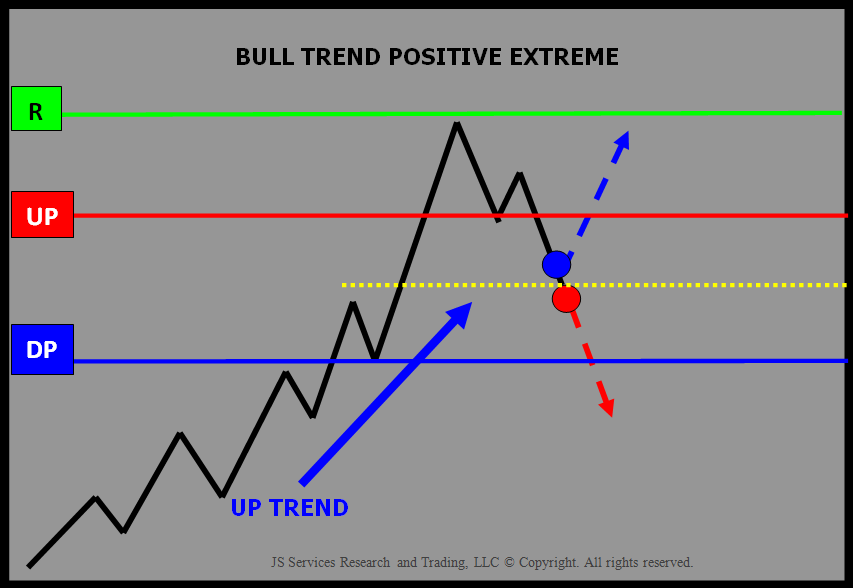 BULL TREND POSITIVE EXTREME
R
UP
DP
UP TREND
JS Services Research and Trading, LLC © Copyright. All rights reserved.